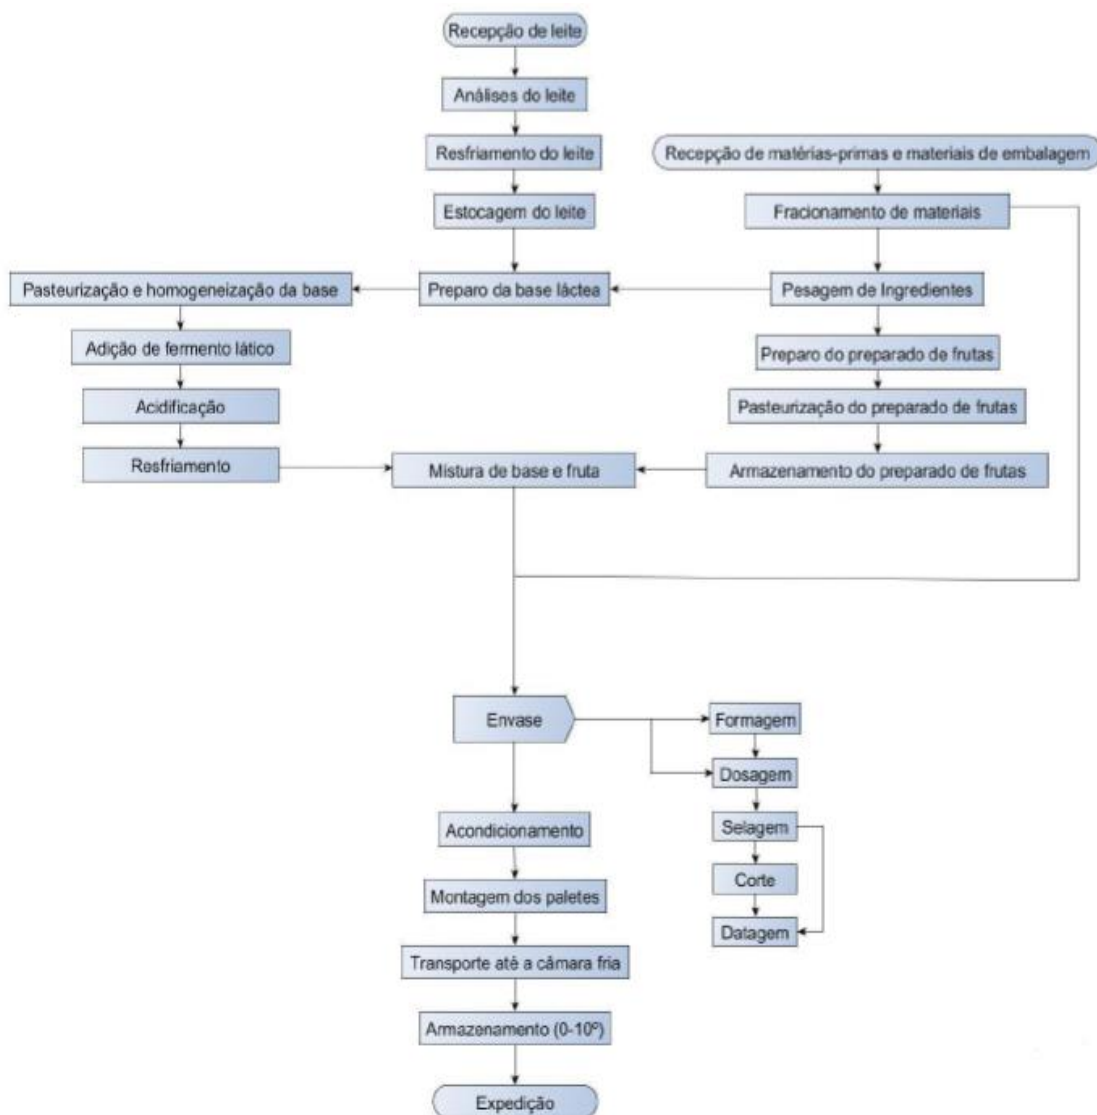 Recepção de leite
Análises do leite
Resfriamento do leite
Recepção de matérias-primas e materiais de embalagem
Estocagem do leite
Fracionamento de materiais
Pasteurização e homogeneização da base
Preparo da base láctea
Pesagem de Ingredientes
Adição de fermento lático
Preparo do preparado de frutas
Acidificação
Pasteurização do preparado de frutas
Resfriamento
Mistura de base e fruta
Armazenamento do preparado de frutas
Envase
Formagem
Dosagem
Acondicionamento
Selagem
Montagem dos paletes
Corte
Datagem
Transporte até a câmara fria
Armazenamento (0-10º)
Expedição